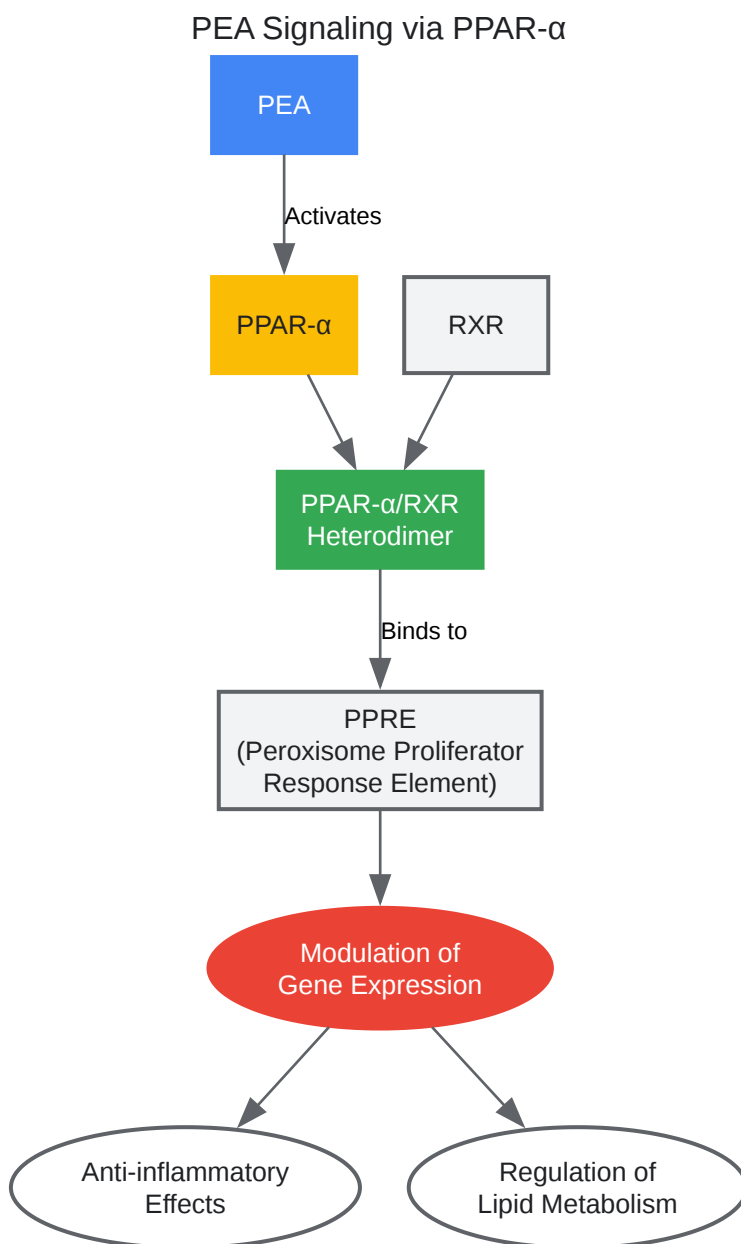 PEA Signaling via PPAR-α
PEA
Activates
PPAR-α
RXR
PPAR-α/RXR
Heterodimer
Binds to
PPRE
(Peroxisome Proliferator
Response Element)
Modulation of
Gene Expression
Anti-inflammatory
Effects
Regulation of
Lipid Metabolism